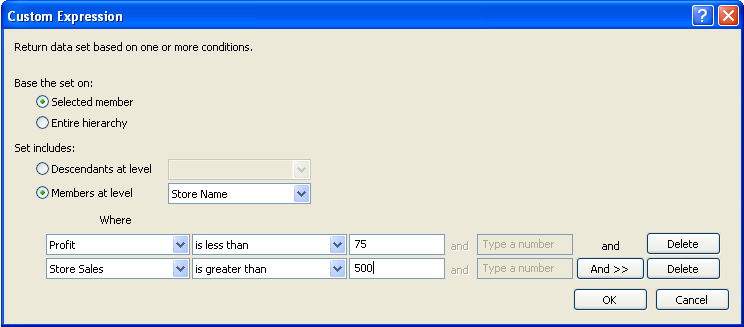 Custom Expression
Return data set based on one or more conditions.
Base the set on:
Selected member
Entire hierarchy
Set includes:
Descendants at level
Members at level Store Name
Where
Profit is less than 75 and Type a number and Delete
Store Sales is greater than 500 and Type a number And >> Delete
OK Cancel